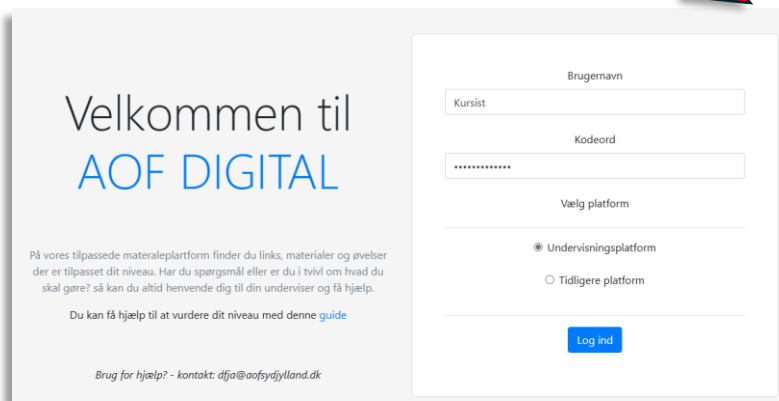 Velkommen til
AOF DIGITAL
På vores tilpassede materaleplartform finder du links, materialer og øvelser
der er tilpasset dit niveau. Har du spørgsmål eller er du i tvivl om hvad du
skal gøre? så kan du altid henvende dig til din underviser og få hjælp.
Du kan få hjælp til at vurdere dit niveau med denne guide
Brug for hjælp? - kontakt: dfja@aofsydjylland.dk
Brugernavn
Kursist
Kodeord
•••••••••••••
Vælg platform
Undervisningsplatform
Tidligere platform
Log ind